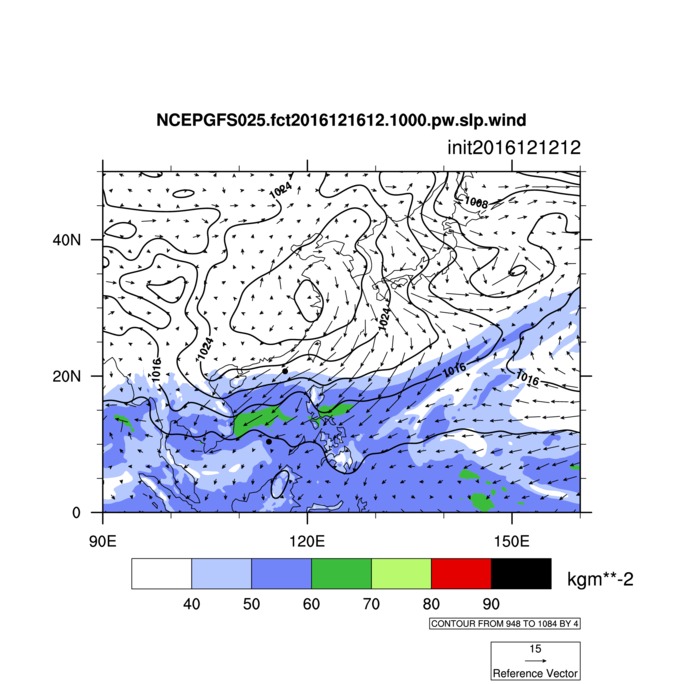 NCEPGFS025.fct2016121612.1000.pw.slp.wind
init2016121212
1024
1008
40N
1024
1024
20N
1016
1016
1016
0
90E 120E 150E
40 50 60 70 80 90
kgm**-2
CONTOUR FROM 948 TO 1084 BY 4
15
Reference Vector